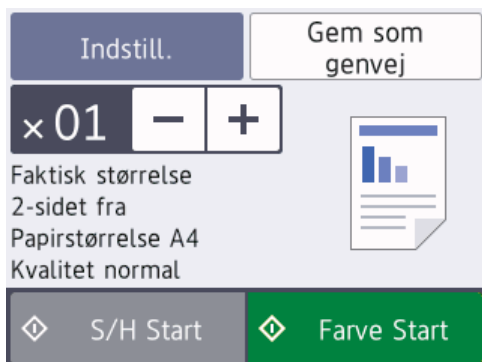 Indstill.
Gem som
genvej
×01
− +
Faktisk størrelse
2-sidet fra
Papirstørrelse A4
Kvalitet normal
S/H Start
Farve Start